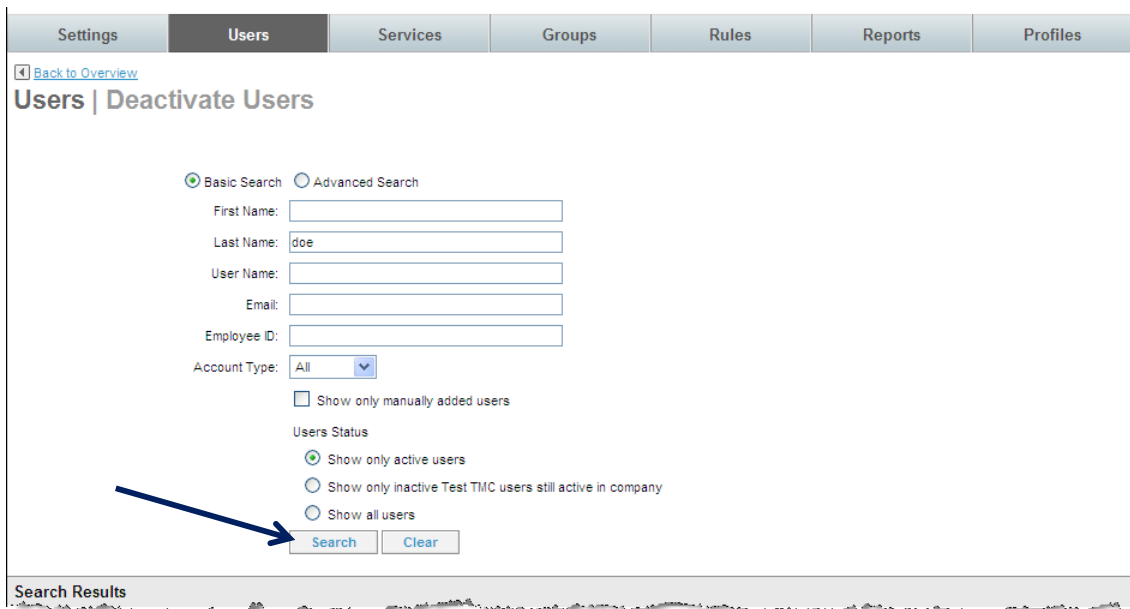 Settings Users Services Groups Rules Reports Profiles
Back to Overview
Users | Deactivate Users
Basic Search Advanced Search
First Name:
Last Name: doe
User Name:
Email:
Employee ID:
Account Type: All
Show only manually added users
Users Status
Show only active users
Show only inactive Test TMC users still active in company
Show all users
Search Clear
Search Results